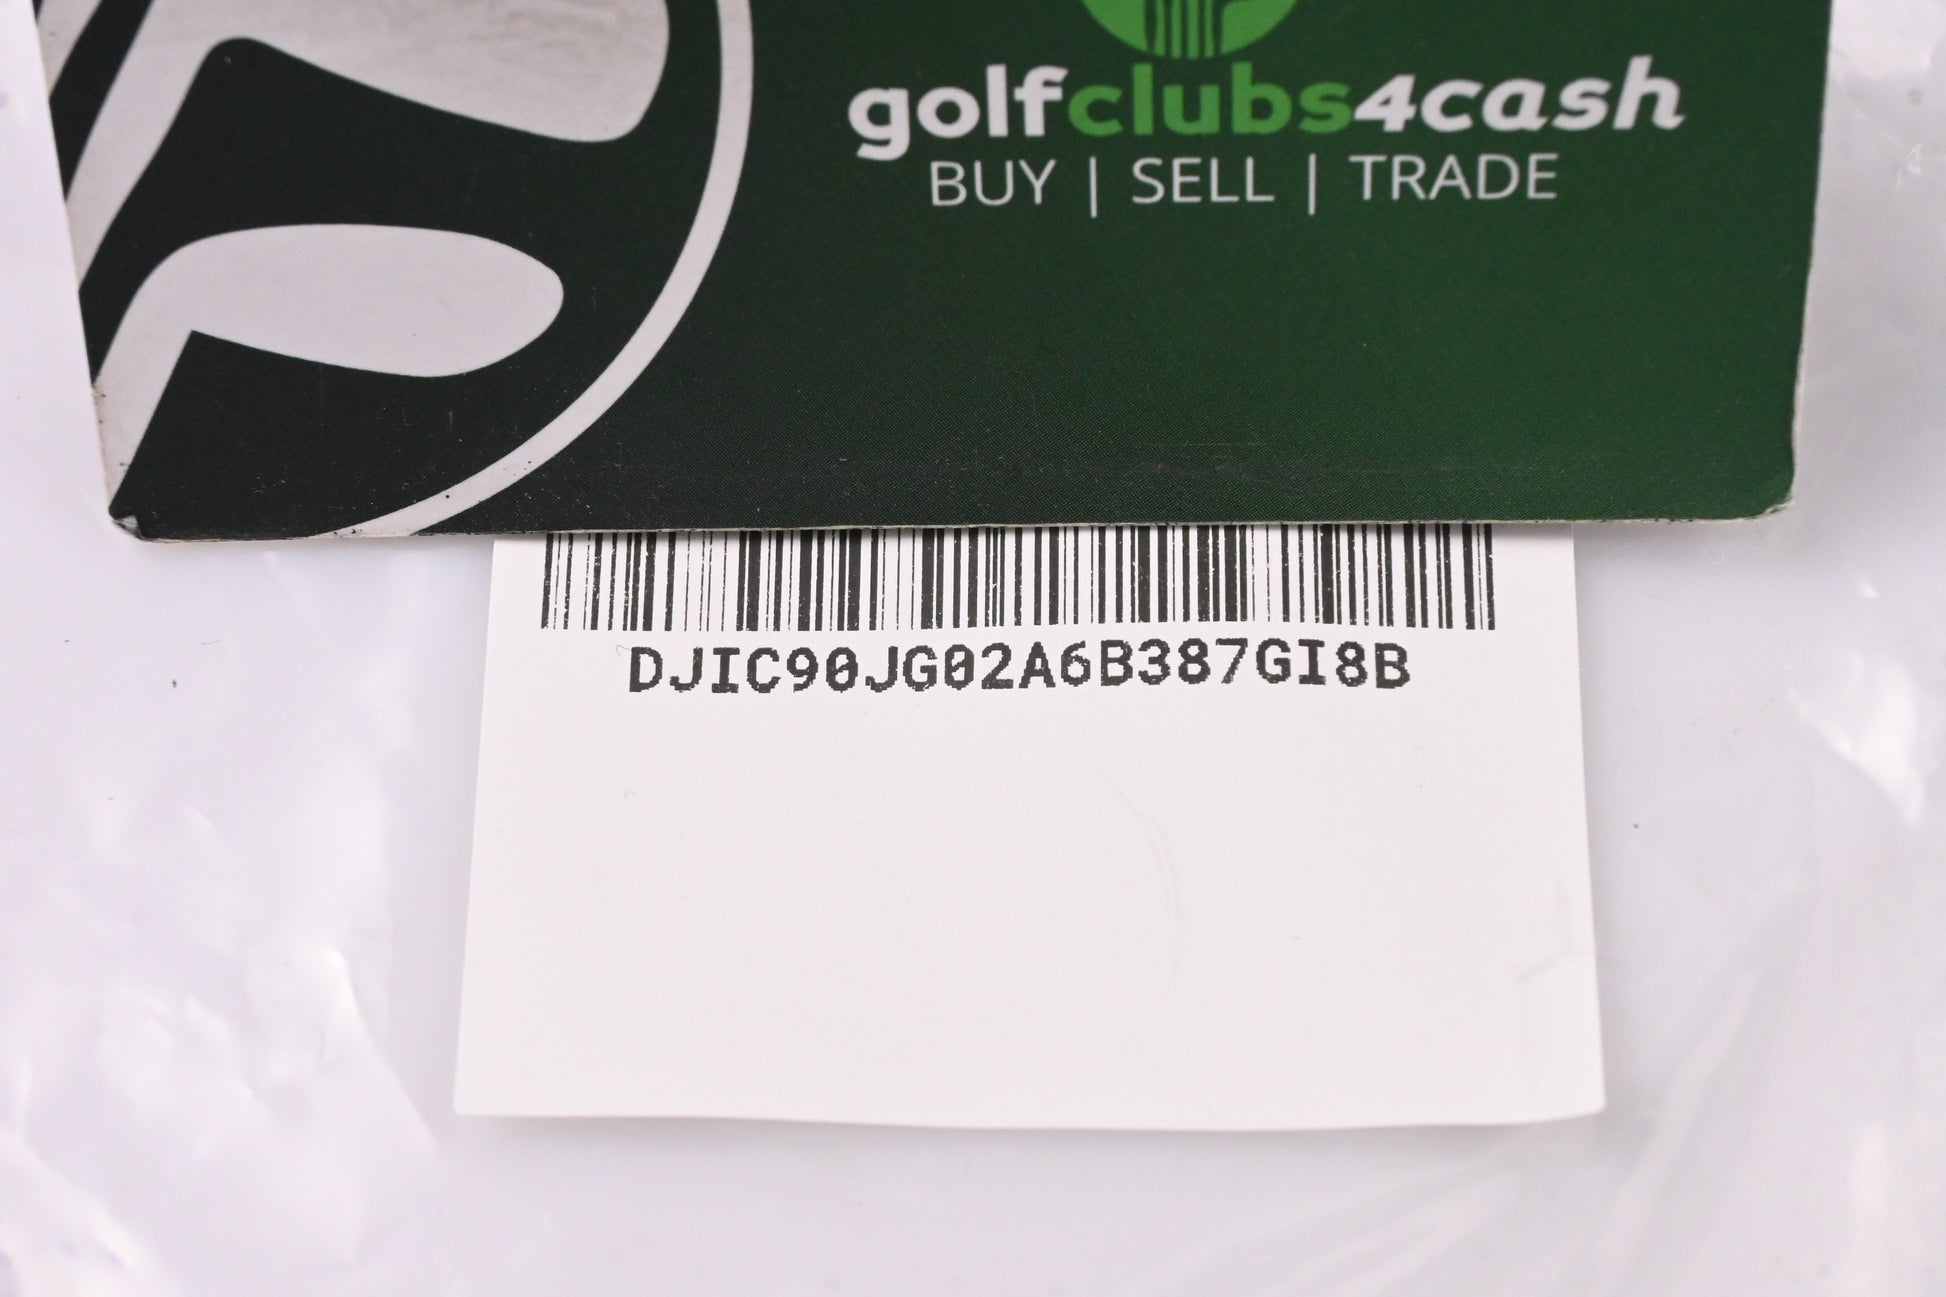 golfclubs4cash
BUY | SELL | TRADE
DJIC90JG02A6B387GI8B